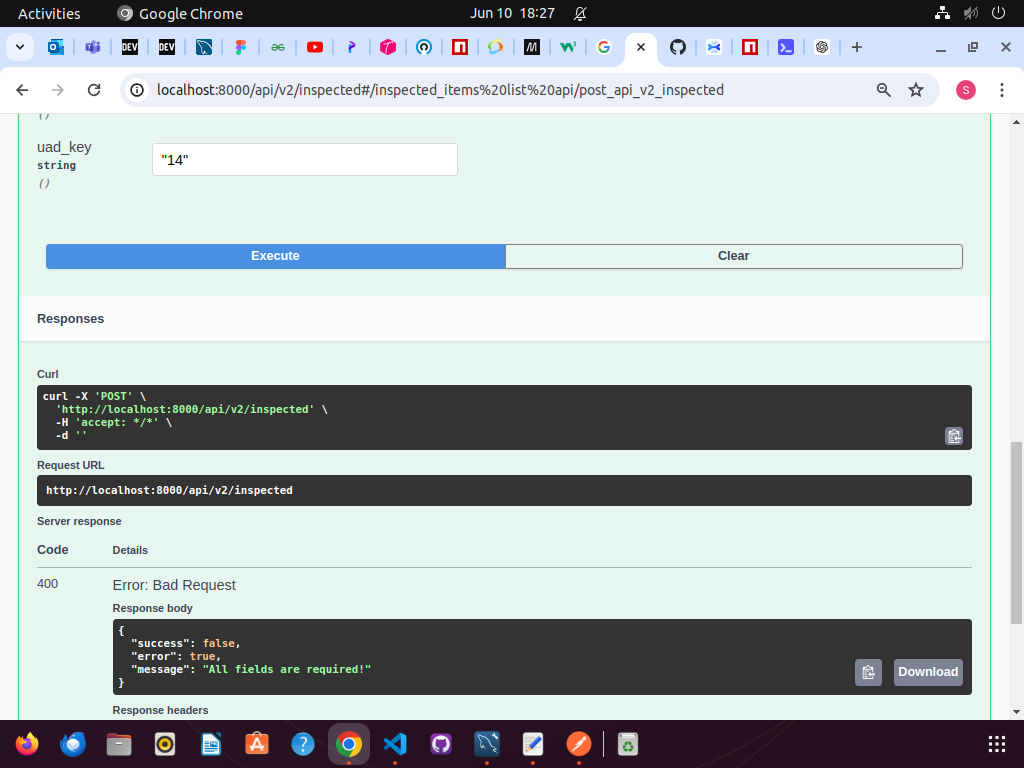 Activities
Google Chrome
Jun 10 18:27
DEV
DEV
localhost:8000/api/v2/inspected#/inspected_items%20list%20api/post_api_v2_inspected
S
()
uad_key
string
()
"14"
Execute
Clear
Responses
Curl
curl -X 'POST' \
'http://localhost:8000/api/v2/inspected' \
-H 'accept: */*' \
-d ''
Request URL
http://localhost:8000/api/v2/inspected
Server response
Code
Details
400
Error: Bad Request
Response body
{
"success": false,
"error": true,
"message": "All fields are required!"
}
Download
Response headers